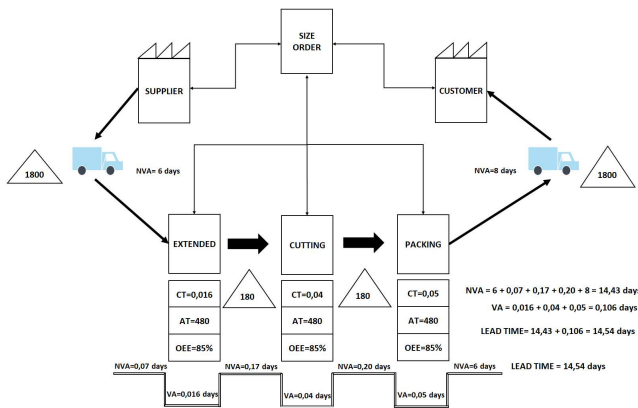 SIZE
ORDER
SUPPLIER
CUSTOMER
1800
NVA= 6 days
NVA=8 days
1800
EXTENDED
CUTTING
PACKING
180
180
CT=0,016
AT=480
OEE=85%
CT=0,04
AT=480
OEE=85%
CT=0,05
AT=480
OEE=85%
NVA = 6 + 0,07 + 0,17 + 0,20 + 8 = 14,43 days
VA = 0,016 + 0,04 + 0,05 = 0,106 days
LEAD TIME= 14,43 + 0,106 = 14,54 days
LEAD TIME = 14,54 days
NVA=0,07 days
NVA=0,17 days
NVA=0,20 days
NVA=6 days
VA=0,016 days
VA=0,04 days
VA=0,05 days